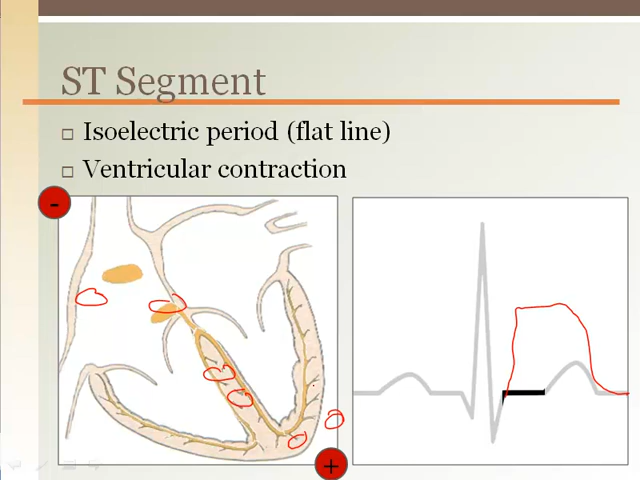 ST Segment
Isoelectric period (flat line)
Ventricular contraction
-
+